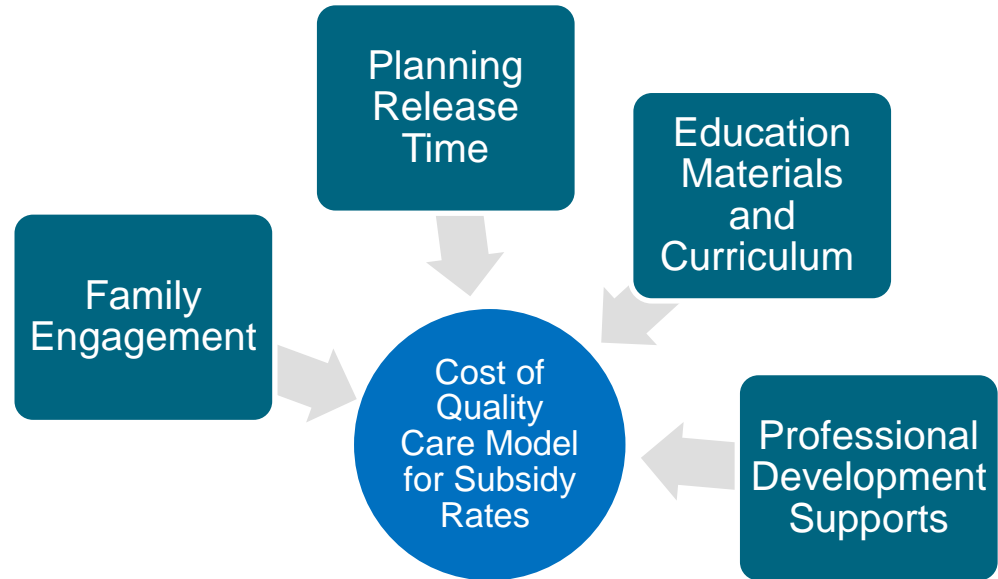 Planning
Release
Time
Education
Materials
and
Curriculum
Family
Engagement
Cost of
Quality
Care Model
for Subsidy
Rates
Professional
Development
Supports